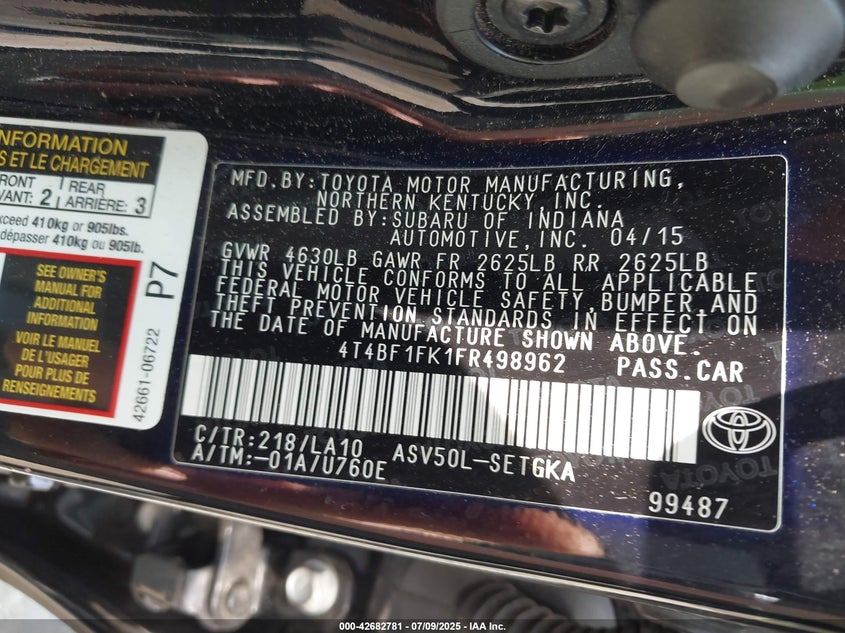 INFORMATION
S ET LE CHARGEMENT
FRONT
VANT: 2
REAR
ARRIÈRE: 3
xceed 410kg or 905lbs.
dépasser 410kg ou 905lb.
SEE OWNER'S
MANUAL FOR
ADDITIONAL
INFORMATION
VOIR LE MANUEL
DE L'USAGER
POUR PLUS DE
RENSEIGNEMENTS
P7
42661-06722
MFD.BY:TOYOTA MOTOR MANUFACTURING,
NORTHERN KENTUCKY, INC.
ASSEMBLED BY:SUBARU OF INDIANA
AUTOMOTIVE,INC. 04/15
GVWR 4630LB GAWR FR 2625LB RR 2625LB
THIS VEHICLE CONFORMS TO ALL APPLICABLE
FEDERAL MOTOR VEHICLE SAFETY, BUMPER, AND
THEFT PREVENTION STANDARDS IN EFFECT ON
THE DATE OF MANUFACTURE SHOWN ABOVE.
4T4BF1FK1FR498962 PASS.CAR
C/TR:218/LA10 ASV50L-SETGKA
A/TM:-01A/U760E
TOYOTA
99487
000-42682781 - 07/09/2025 - IAA Inc.